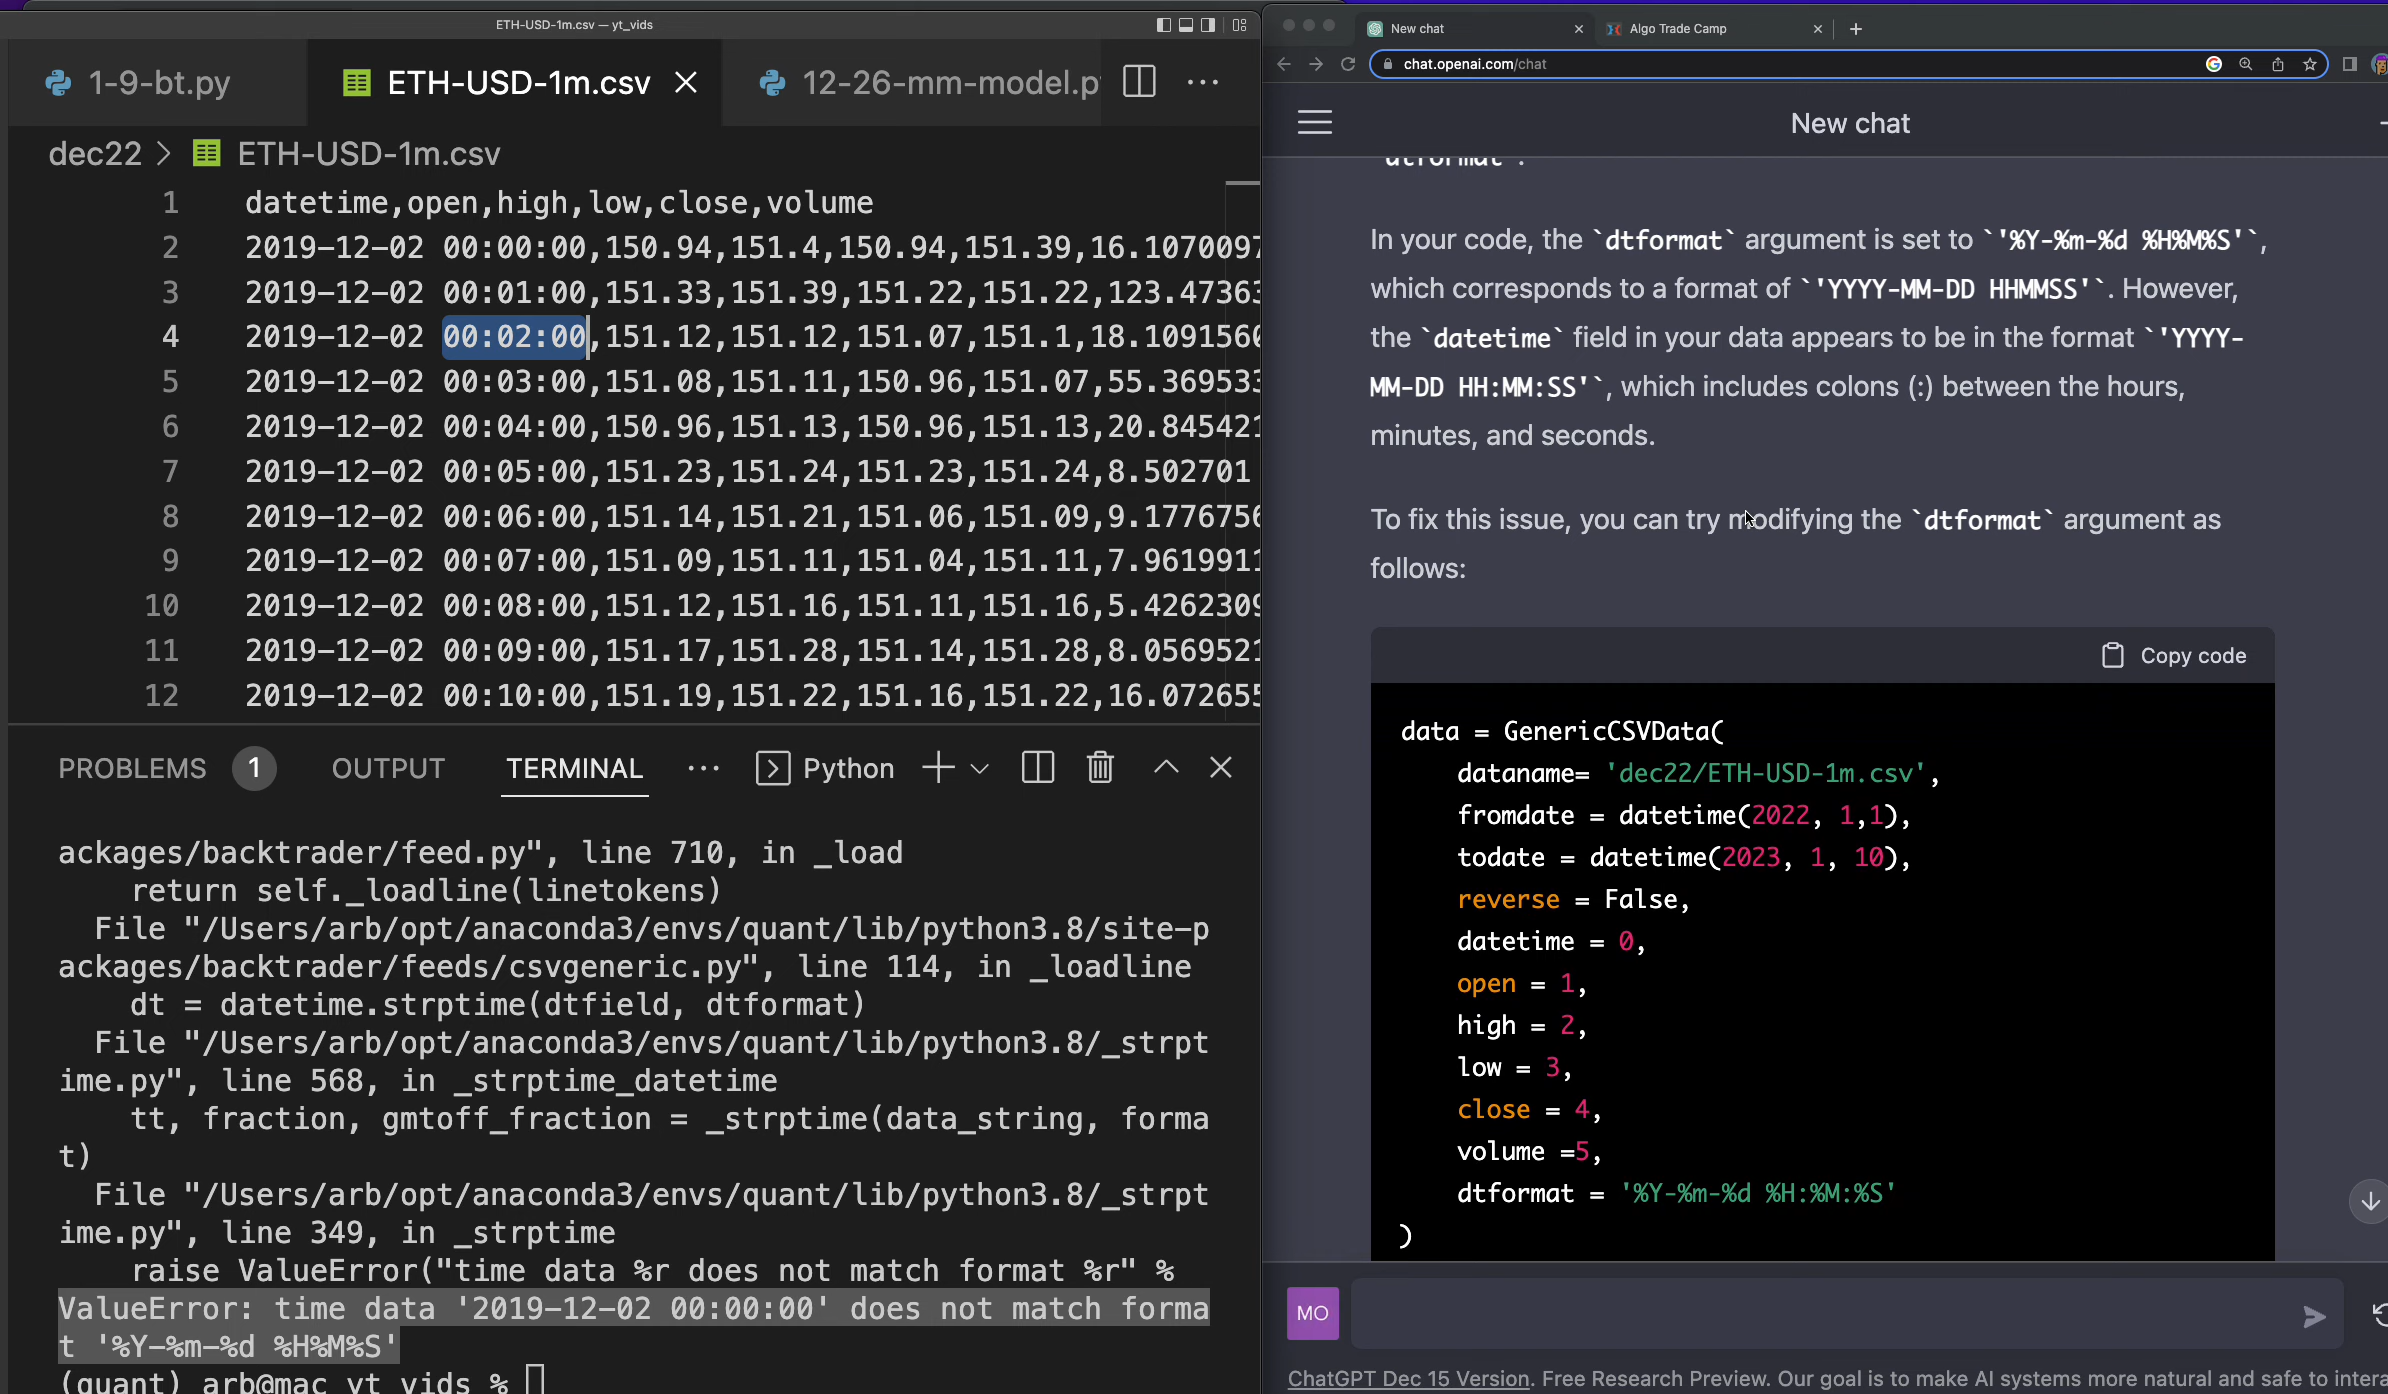 ETH-USD-1m.csv — yt_vids
1-9-bt.py
ETH-USD-1m.csv
12-26-mm-model.p
dec22 > ETH-USD-1m.csv
1 datetime,open,high,low,close,volume
2 2019-12-02 00:00:00,150.94,151.4,150.94,151.39,16.1070097
3 2019-12-02 00:01:00,151.33,151.39,151.22,151.22,123.47363
4 2019-12-02 00:02:00,151.12,151.12,151.07,151.1,18.1091560
5 2019-12-02 00:03:00,151.08,151.11,150.96,151.07,55.369533
6 2019-12-02 00:04:00,150.96,151.13,150.96,151.13,20.845421
7 2019-12-02 00:05:00,151.23,151.24,151.23,151.24,8.502701
8 2019-12-02 00:06:00,151.14,151.21,151.06,151.09,9.1776756
9 2019-12-02 00:07:00,151.09,151.11,151.04,151.11,7.9619911
10 2019-12-02 00:08:00,151.12,151.16,151.11,151.16,5.4262309
11 2019-12-02 00:09:00,151.17,151.28,151.14,151.28,8.0569521
12 2019-12-02 00:10:00,151.19,151.22,151.16,151.22,16.072655
PROBLEMS 1 OUTPUT TERMINAL ··· Python
ackages/backtrader/feed.py", line 710, in _load
return self._loadline(linetokens)
File "/Users/arb/opt/anaconda3/envs/quant/lib/python3.8/site-p
ackages/backtrader/feeds/csvgeneric.py", line 114, in _loadline
dt = datetime.strptime(dtfield, dtformat)
File "/Users/arb/opt/anaconda3/envs/quant/lib/python3.8/_strpt
ime.py", line 568, in _strptime_datetime
tt, fraction, gmtoff_fraction = _strptime(data_string, forma
t)
File "/Users/arb/opt/anaconda3/envs/quant/lib/python3.8/_strpt
ime.py", line 349, in _strptime
raise ValueError("time data %r does not match format %r" %
ValueError: time data '2019-12-02 00:00:00' does not match forma
t '%Y-%m-%d %H%M%S'
(quant) arb@mac yt_vids %
New chat
Algo Trade Camp
chat.openai.com/chat
New chat
`dtformat`.
In your code, the `dtformat` argument is set to `'%Y-%m-%d %H%M%S'`,
which corresponds to a format of `'YYYY-MM-DD HHMMSS'`. However,
the `datetime` field in your data appears to be in the format `'YYYY-
MM-DD HH:MM:SS'`, which includes colons (:) between the hours,
minutes, and seconds.
To fix this issue, you can try modifying the `dtformat` argument as
follows:
Copy code
data = GenericCSVData(
dataname= 'dec22/ETH-USD-1m.csv',
fromdate = datetime(2022, 1,1),
todate = datetime(2023, 1, 10),
reverse = False,
datetime = 0,
open = 1,
high = 2,
low = 3,
close = 4,
volume =5,
dtformat = '%Y-%m-%d %H:%M:%S'
)
MO
ChatGPT Dec 15 Version. Free Research Preview. Our goal is to make AI systems more natural and safe to intera